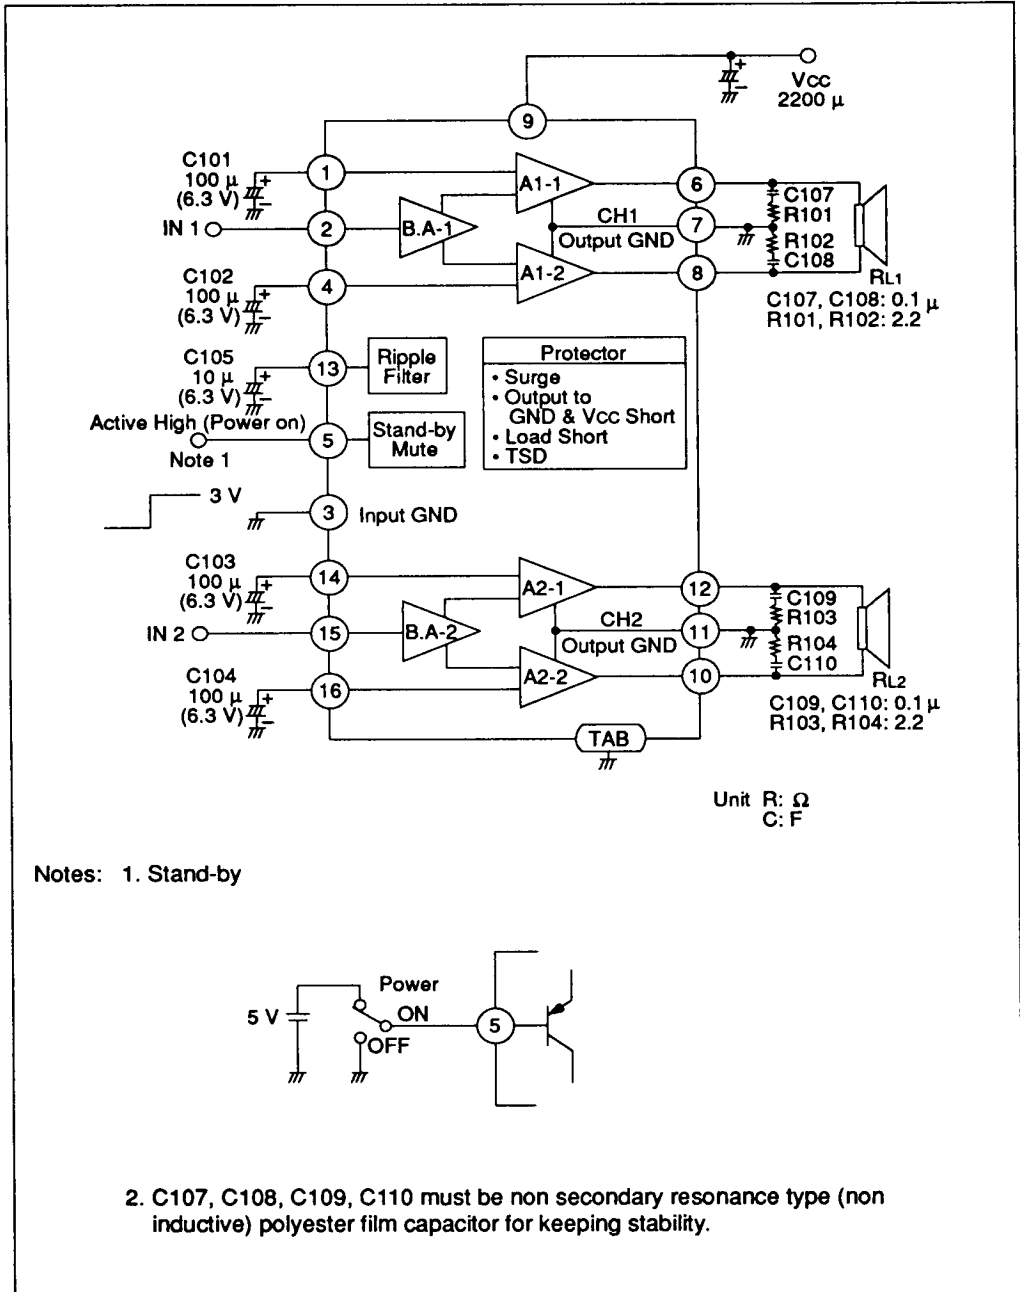 Vcc
2200 μ
9
C101
100 μ
(6.3 V)
+
−
1
A1-1
6
C107
R101
IN 1
2
B.A-1
CH1
Output GND
7
R102
C108
C102
100 μ
(6.3 V)
+
−
4
A1-2
8
RL1
C107, C108: 0.1 μ
R101, R102: 2.2
C105
10 μ
(6.3 V)
+
−
13
Ripple
Filter
Protector
• Surge
• Output to
GND & Vcc Short
• Load Short
• TSD
Active High (Power on)
Note 1
5
Stand-by
Mute
3 V
3
Input GND
C103
100 μ
(6.3 V)
+
−
14
A2-1
12
C109
R103
IN 2
15
B.A-2
CH2
Output GND
11
R104
C110
C104
100 μ
(6.3 V)
+
−
16
A2-2
10
RL2
C109, C110: 0.1 μ
R103, R104: 2.2
TAB
Unit R: Ω
C: F
Notes: 1. Stand-by
Power
5 V
ON
OFF
5
2. C107, C108, C109, C110 must be non secondary resonance type (non
inductive) polyester film capacitor for keeping stability.